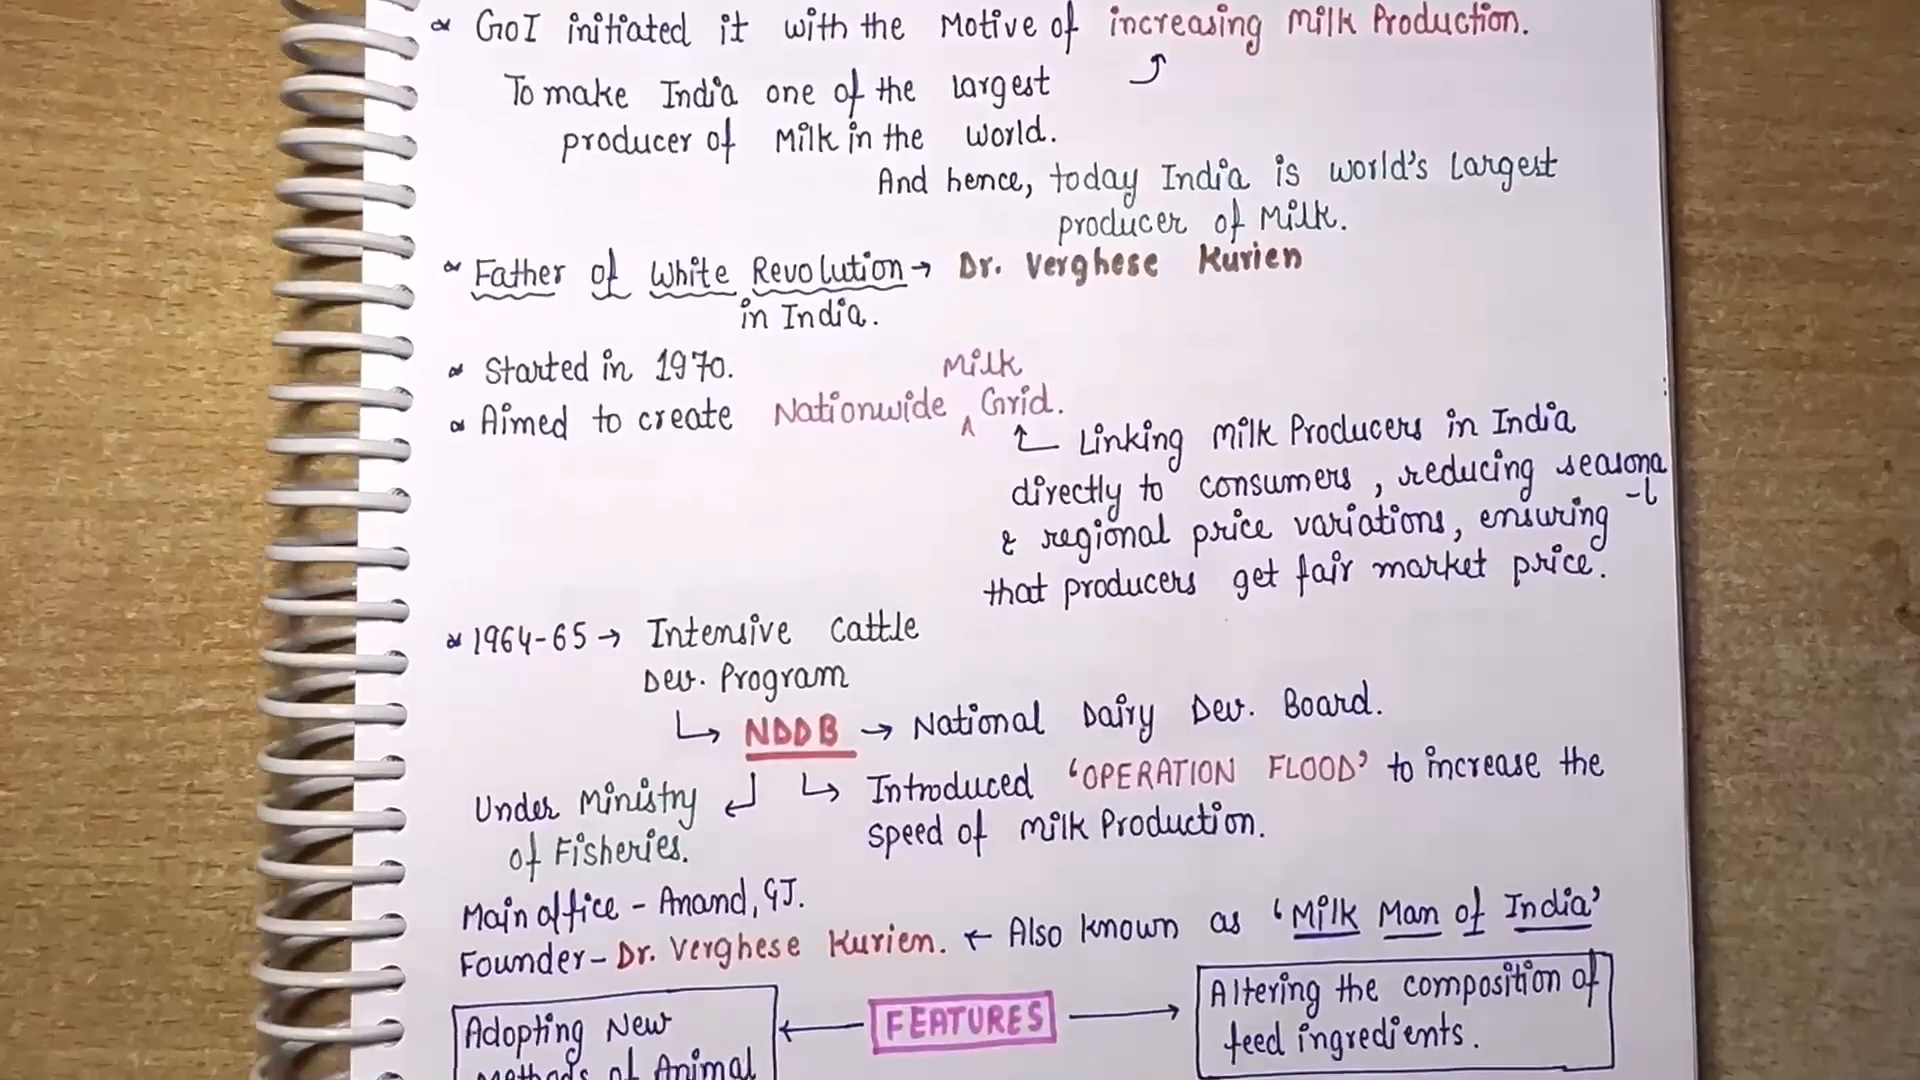 GoI initiated it with the Motive of increasing Milk Production.
To make India one of the largest
producer of Milk in the world.
And hence, today India is world's largest
producer of Milk.
Father of White Revolution → Dr. Verghese Kurien
in India.
Started in 1970.
Milk
Aimed to create Nationwide ^ Grid.
Linking Milk Producers in India
directly to consumers, reducing seasona
-l
& regional price variations, ensuring
that producers get fair market price.
1964-65 → Intensive Cattle
Dev. Program
NDDB → National Dairy Dev. Board.
Introduced 'OPERATION FLOOD' to increase the
speed of Milk Production.
Under Ministry
of Fisheries.
Main office - Anand, GJ.
Founder - Dr. Verghese Kurien. ← Also known as 'Milk Man of India'
FEATURES
Adopting New
Methods of Animal
Altering the composition of
feed ingredients.